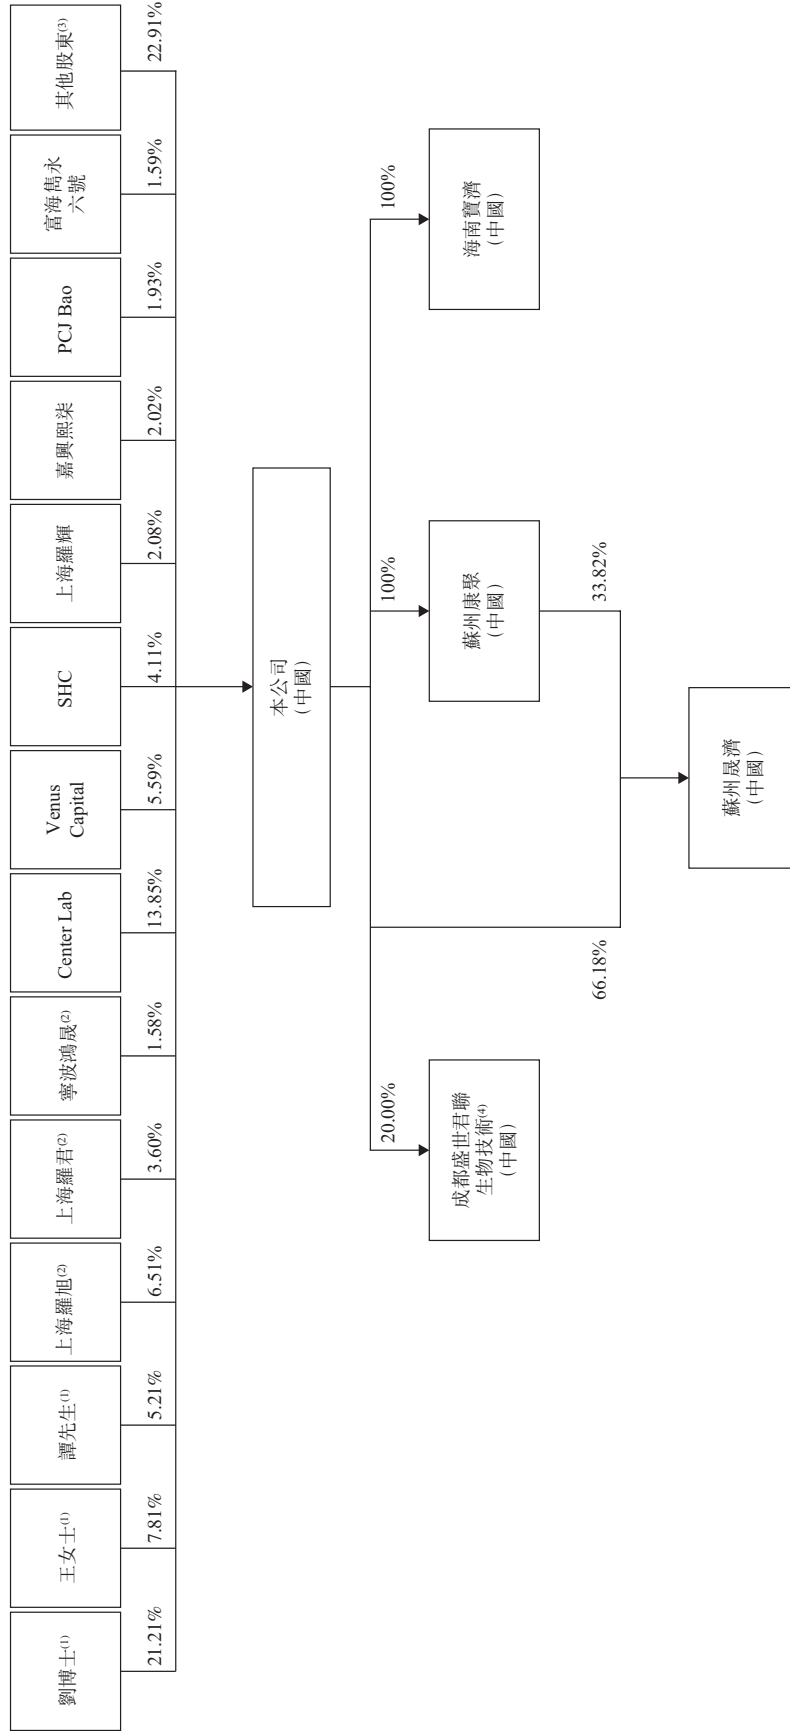 劉博士(1)
王女士(1)
譚先生(1)
上海羅旭(2)
上海羅君(2)
寧波鴻晟(2)
Center Lab
Venus
Capital
SHC
上海羅輝
嘉興熙柒
PCJ Bao
富海雋永
六號
其他股東(3)
21.21%
7.81%
5.21%
6.51%
3.60%
1.58%
13.85%
5.59%
4.11%
2.08%
2.02%
1.93%
1.59%
22.91%
本公司
(中國)
20.00%
100%
100%
成都盛世君聯
生物技術(4)
(中國)
蘇州康聚
(中國)
海南寶濟
(中國)
66.18%
33.82%
蘇州晟濟
(中國)